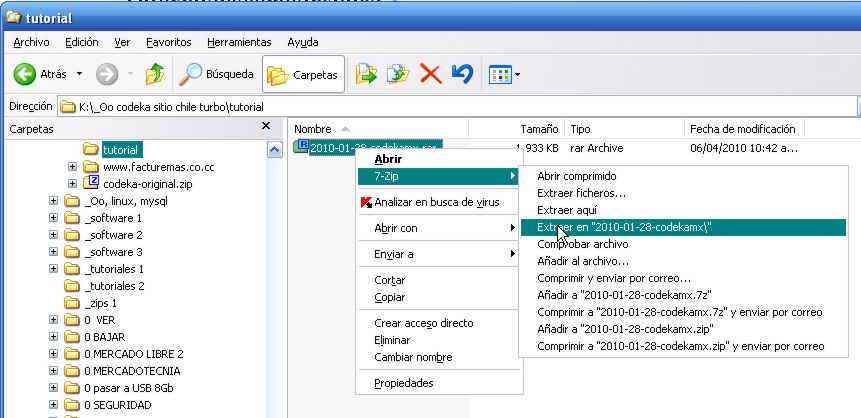 tutorial
Archivo Edición Ver Favoritos Herramientas Ayuda
Atrás Búsqueda Carpetas
Dirección K:\_Oo codeka sitio chile turbo\tutorial
Carpetas
tutorial
www.facturemas.co.cc
codeka-original.zip
_Oo, linux, mysql
_software 1
_software 2
_software 3
_tutoriales 1
_tutoriales 2
_zips 1
0 VER
0 BAJAR
0 MERCADO LIBRE 2
0 MERCADOTECNIA
0 pasar a USB 8Gb
0 SEGURIDAD
Nombre Tamaño Tipo Fecha de modificación
2010-01-28-codekamx.rar 1,933 KB rar Archive 06/04/2010 10:42 a...
Abrir
7-Zip
Analizar en busca de virus
Abrir con
Enviar a
Cortar
Copiar
Crear acceso directo
Eliminar
Cambiar nombre
Propiedades
Abrir comprimido
Extraer ficheros...
Extraer aquí
Extraer en "2010-01-28-codekamx\"
Comprobar archivo
Añadir al archivo...
Comprimir y enviar por correo...
Añadir a "2010-01-28-codekamx.7z"
Comprimir a "2010-01-28-codekamx.7z" y enviar por correo
Añadir a "2010-01-28-codekamx.zip"
Comprimir a "2010-01-28-codekamx.zip" y enviar por correo